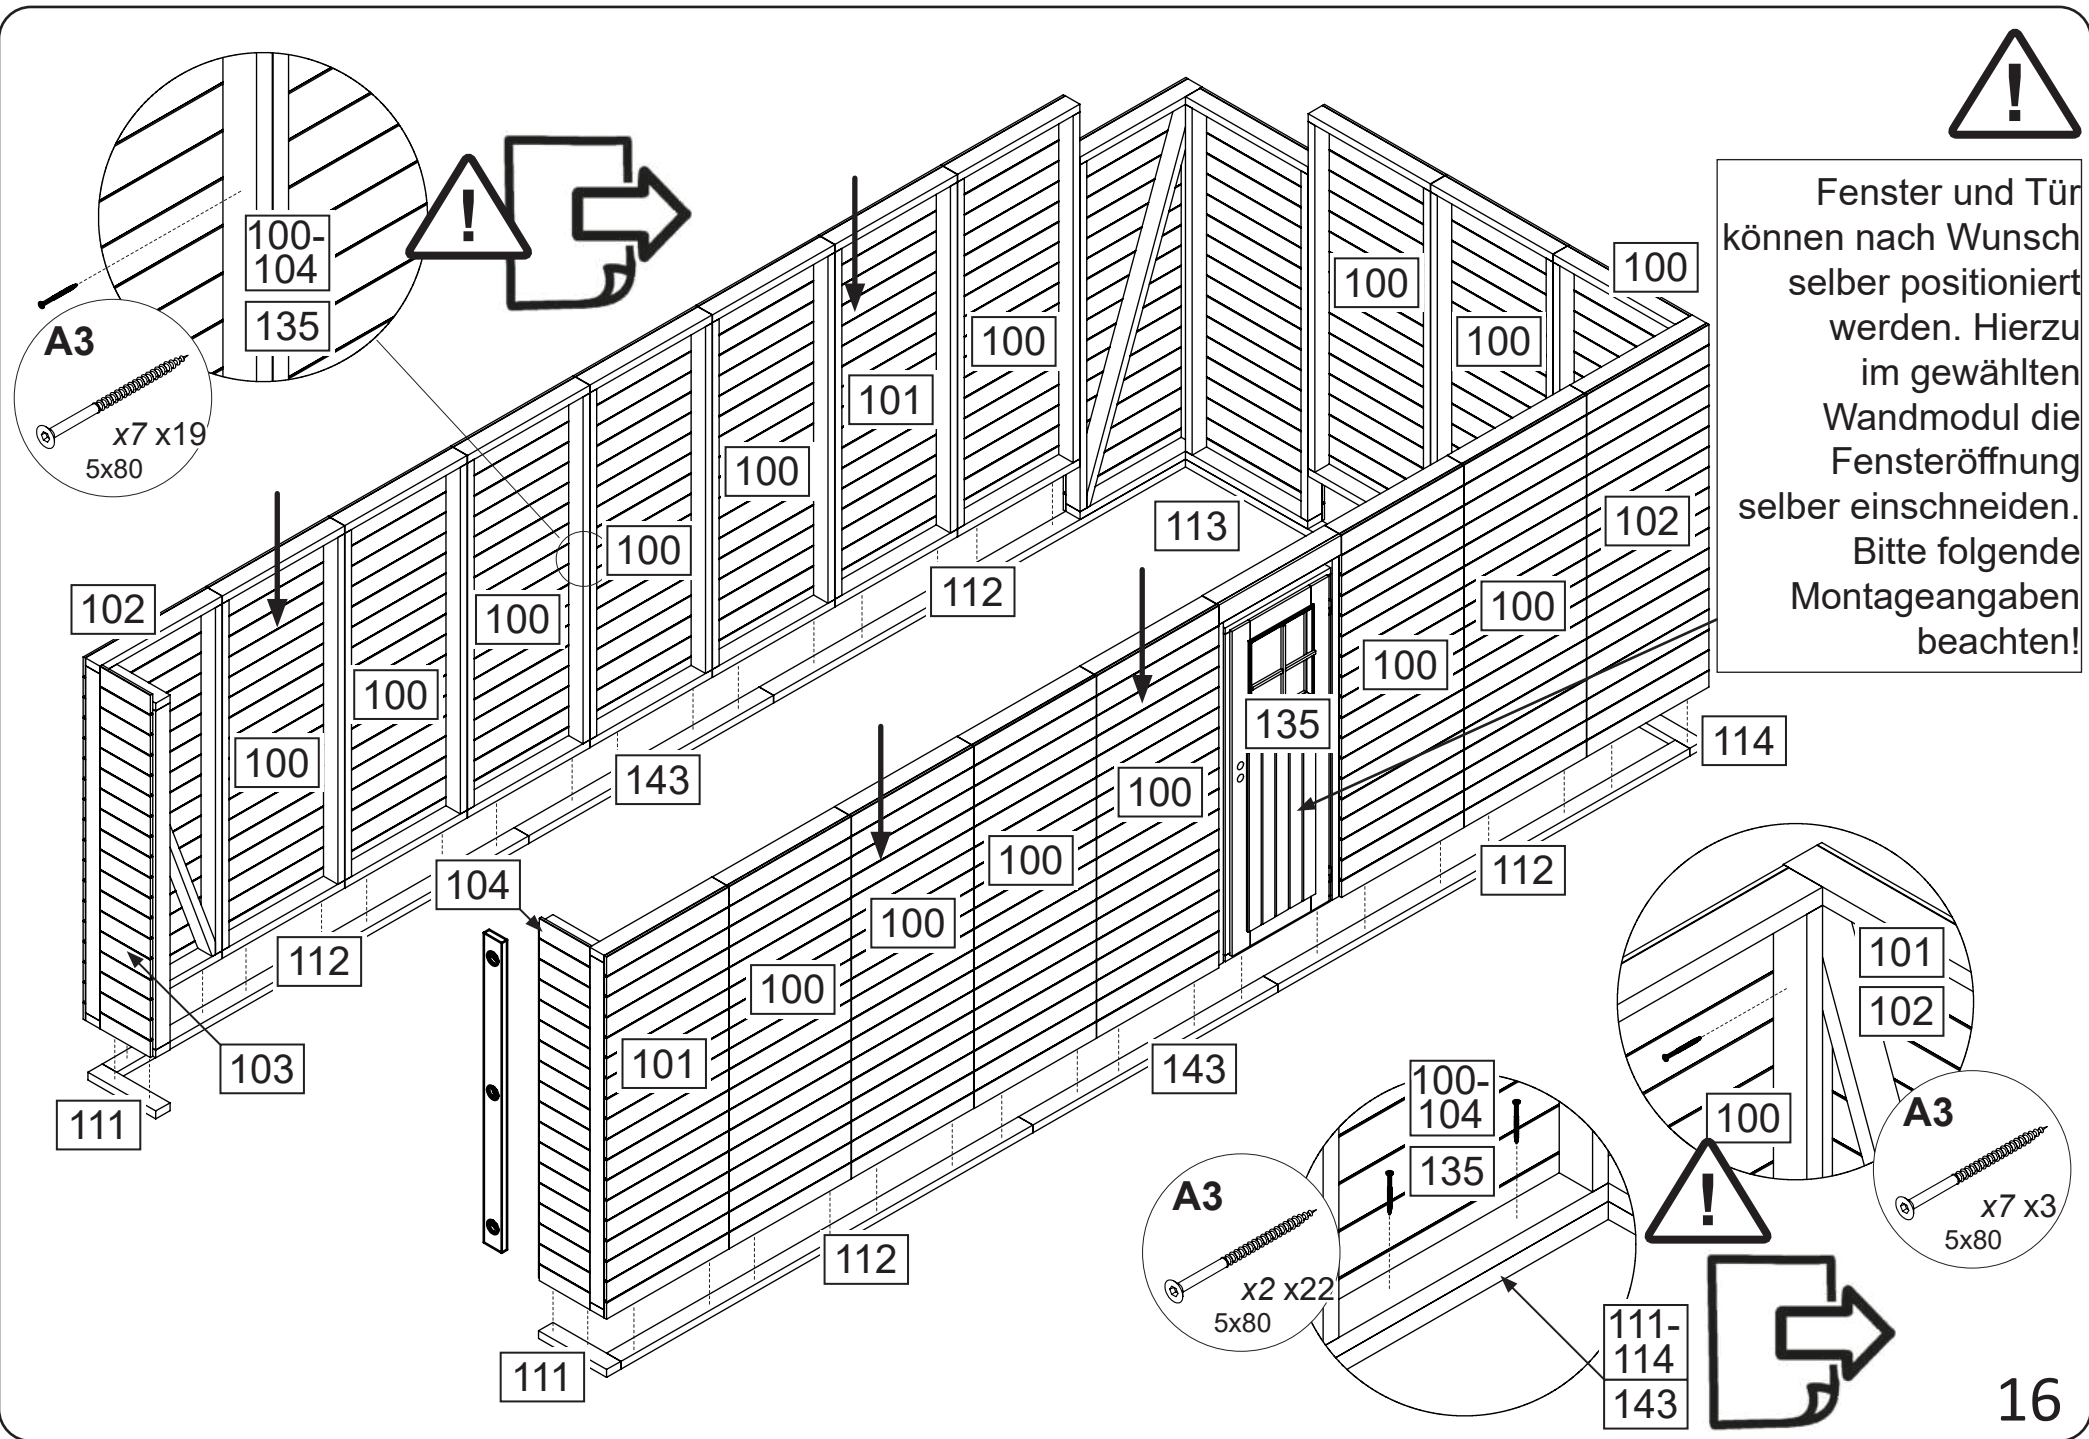 !
Fenster und Tür
können nach Wunsch
selber positioniert
werden. Hierzu
im gewählten
Wandmodul die
Fensteröffnung
selber einschneiden.
Bitte folgende
Montageangaben
beachten!
100-
104
135
!
A3
x7 x19
5x80
100
100
100
100
101
100
100
100
100
100
102
100
100
113
112
102
100
100
135
114
100
143
100
104
100
112
100
101
103
111
112
143
112
111
101
102
100
A3
x7 x3
5x80
!
100-
104
135
A3
x2 x22
5x80
111-
114
143
16